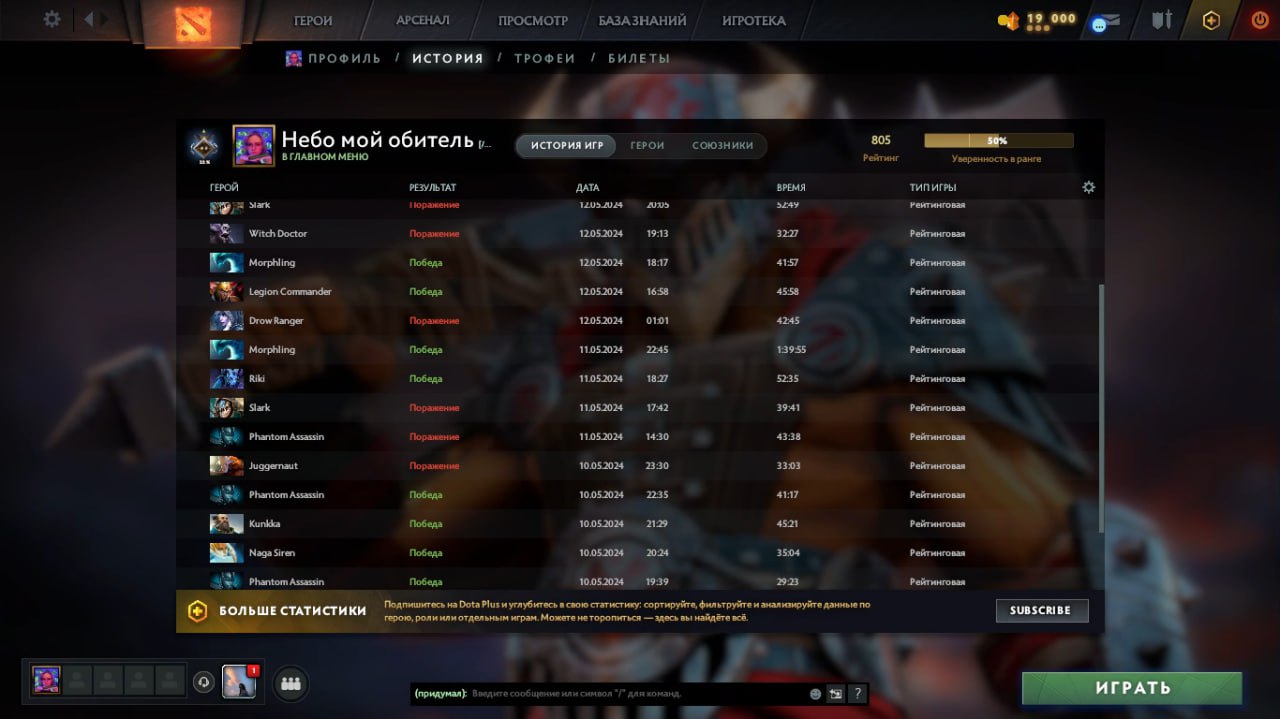 ГЕРОИ АРСЕНАЛ ПРОСМОТР БАЗА ЗНАНИЙ ИГРОТЕКА 19 000
ПРОФИЛЬ / ИСТОРИЯ / ТРОФЕИ / БИЛЕТЫ
Небо мой обитель [/...
В ГЛАВНОМ МЕНЮ
ИСТОРИЯ ИГР ГЕРОИ СОЮЗНИКИ
805
Рейтинг
50%
Уверенность в ранге
ГЕРОЙ РЕЗУЛЬТАТ ДАТА ВРЕМЯ ТИП ИГРЫ
Slark Поражение 12.05.2024 20:05 52:49 Рейтинговая
Witch Doctor Поражение 12.05.2024 19:13 32:27 Рейтинговая
Morphling Победа 12.05.2024 18:17 41:57 Рейтинговая
Legion Commander Победа 12.05.2024 16:58 45:58 Рейтинговая
Drow Ranger Поражение 12.05.2024 01:01 42:45 Рейтинговая
Morphling Победа 11.05.2024 22:45 1:39:55 Рейтинговая
Riki Победа 11.05.2024 18:27 52:35 Рейтинговая
Slark Поражение 11.05.2024 17:42 39:41 Рейтинговая
Phantom Assassin Поражение 11.05.2024 14:30 43:38 Рейтинговая
Juggernaut Поражение 10.05.2024 23:30 33:03 Рейтинговая
Phantom Assassin Победа 10.05.2024 22:35 41:17 Рейтинговая
Kunkka Победа 10.05.2024 21:29 45:21 Рейтинговая
Naga Siren Победа 10.05.2024 20:24 35:04 Рейтинговая
Phantom Assassin Победа 10.05.2024 19:39 29:23 Рейтинговая
БОЛЬШЕ СТАТИСТИКИ
Подпишитесь на Dota Plus и углубитесь в свою статистику: сортируйте, фильтруйте и анализируйте данные по
герою, роли или отдельным играм. Можете не торопиться — здесь вы найдёте всё.
SUBSCRIBE
1
(придумал): Введите сообщение или символ "/" для команд. ?
ИГРАТЬ